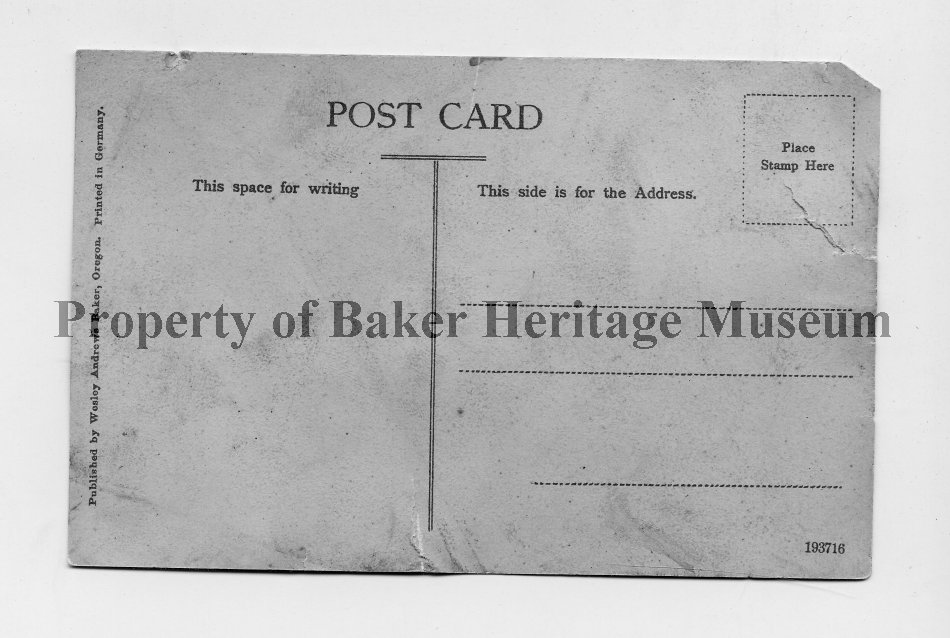 POST CARD
Place
Stamp Here
This space for writing
This side is for the Address.
Published by Wesley Andrews Baker, Oregon. Printed in Germany.
Property of Baker Heritage Museum
193716